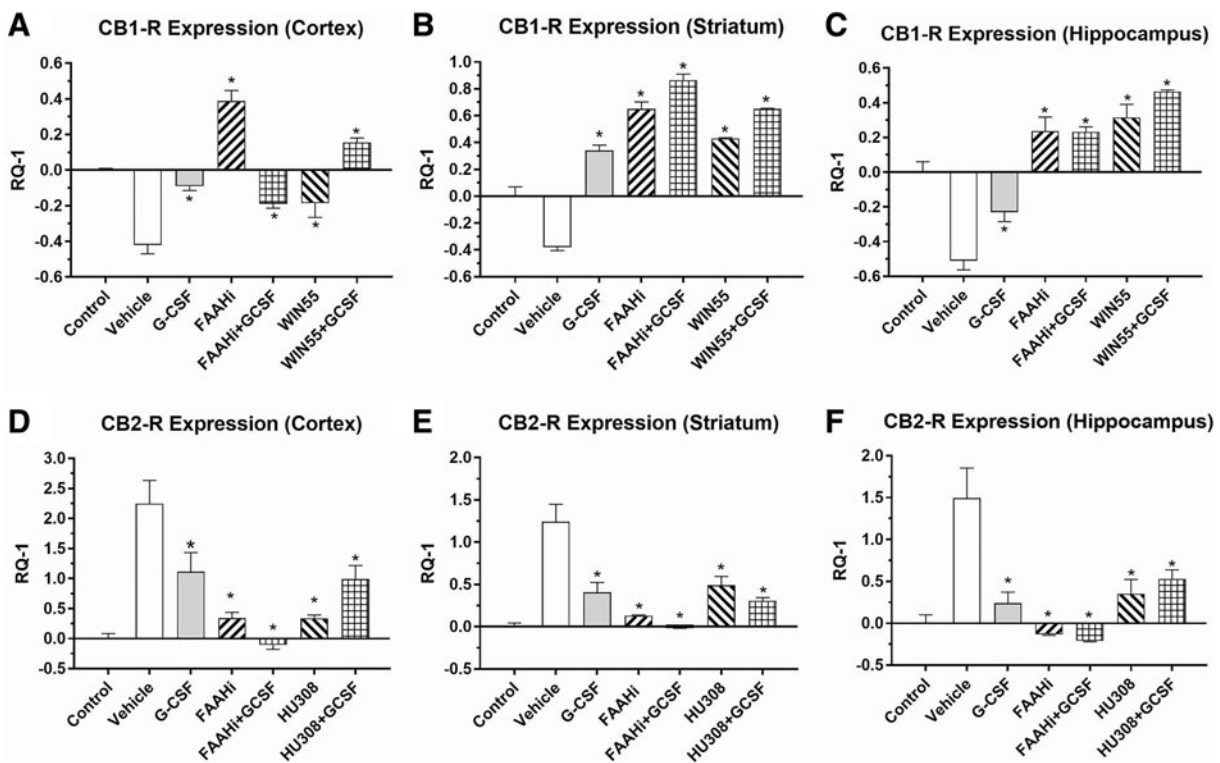 A
CB1-R Expression (Cortex)
RQ-1
0.6
0.4
0.2
0.0
-0.2
-0.4
-0.6
*
*
*
*
*
Control
Vehicle
G-CSF
FAAHi
FAAHi+GCSF
WIN55
WIN55+GCSF
B
CB1-R Expression (Striatum)
RQ-1
1.0
0.8
0.6
0.4
0.2
0.0
-0.2
-0.4
-0.6
*
*
*
*
*
Control
Vehicle
G-CSF
FAAHi
FAAHi+GCSF
WIN55
WIN55+GCSF
C
CB1-R Expression (Hippocampus)
RQ-1
0.6
0.4
0.2
0.0
-0.2
-0.4
-0.6
*
*
*
*
*
Control
Vehicle
G-CSF
FAAHi
FAAHi+GCSF
WIN55
WIN55+GCSF
D
CB2-R Expression (Cortex)
RQ-1
3.0
2.5
2.0
1.5
1.0
0.5
0.0
-0.5
*
*
*
*
*
Control
Vehicle
G-CSF
FAAHi
FAAHi+GCSF
HU308
HU308+GCSF
E
CB2-R Expression (Striatum)
RQ-1
2.0
1.5
1.0
0.5
0.0
-0.5
*
*
*
*
*
Control
Vehicle
G-CSF
FAAHi
FAAHi+GCSF
HU308
HU308+GCSF
F
CB2-R Expression (Hippocampus)
RQ-1
2.0
1.5
1.0
0.5
0.0
-0.5
*
*
*
*
*
Control
Vehicle
G-CSF
FAAHi
FAAHi+GCSF
HU308
HU308+GCSF